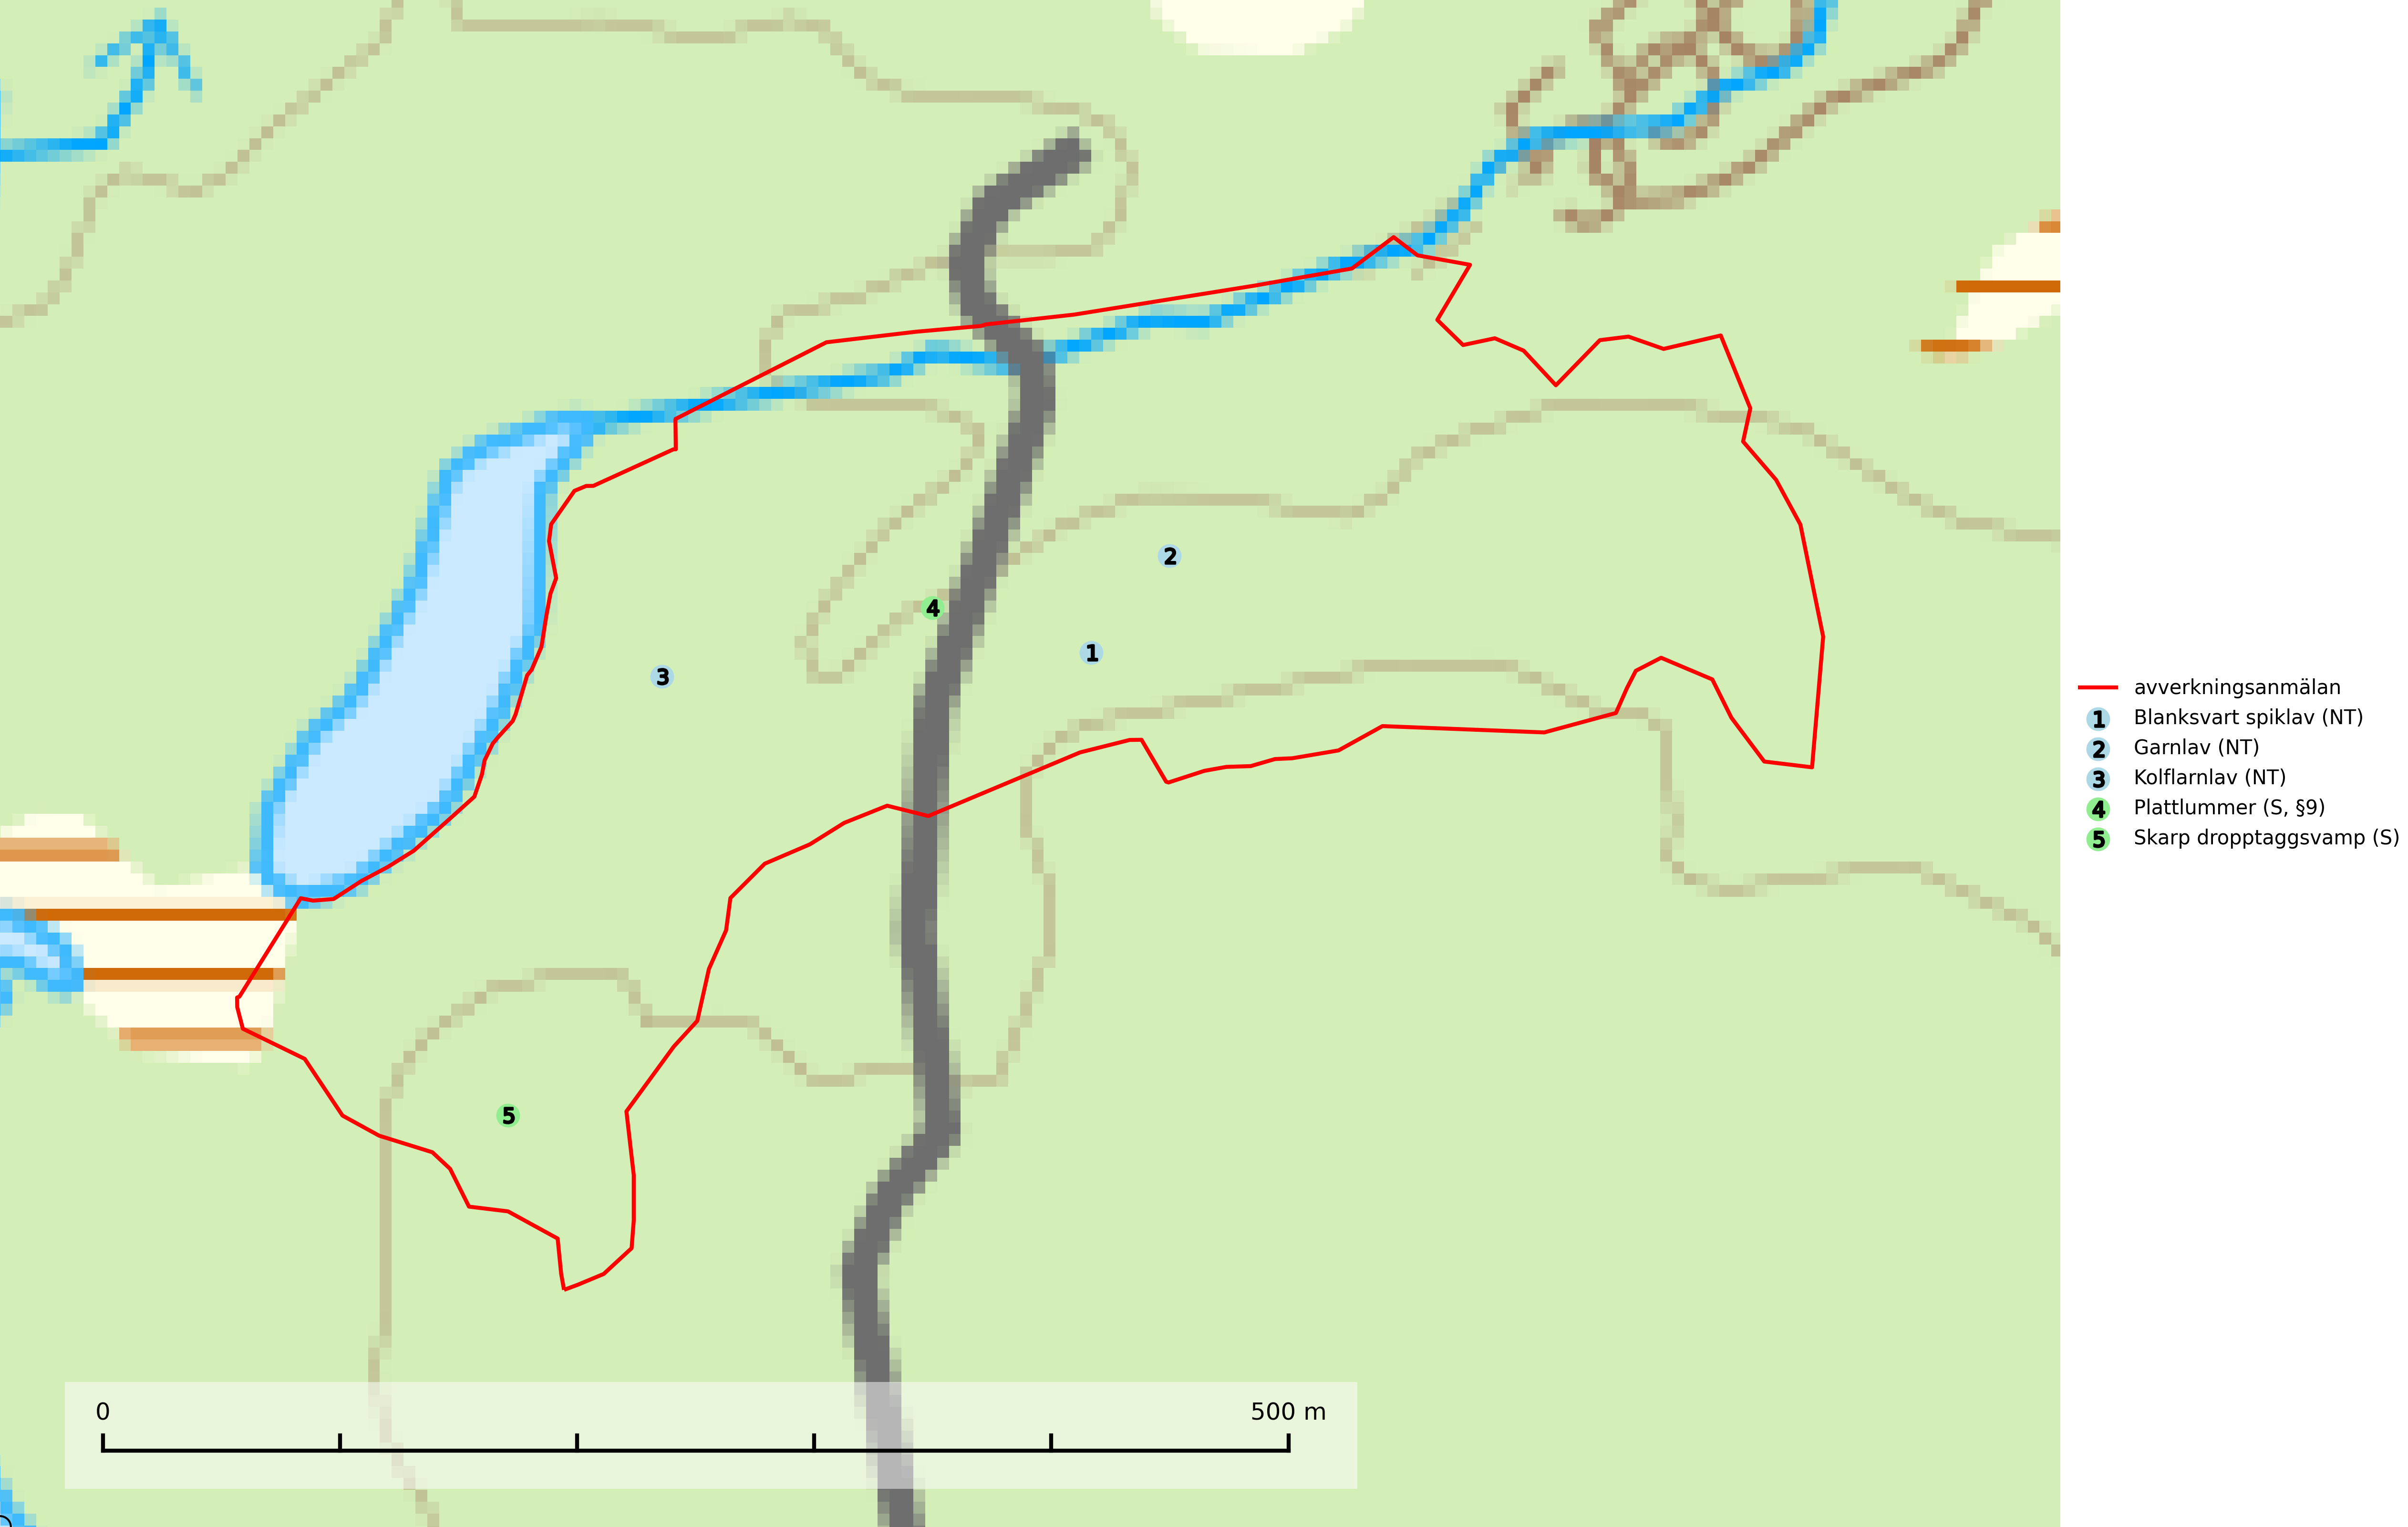 2
4
1
3
5
avverkningsanmälan
1 Blanksvart spiklav (NT)
2 Garnlav (NT)
3 Kolflarnlav (NT)
4 Plattlummer (S, §9)
5 Skarp dropptaggsvamp (S)
0 500 m